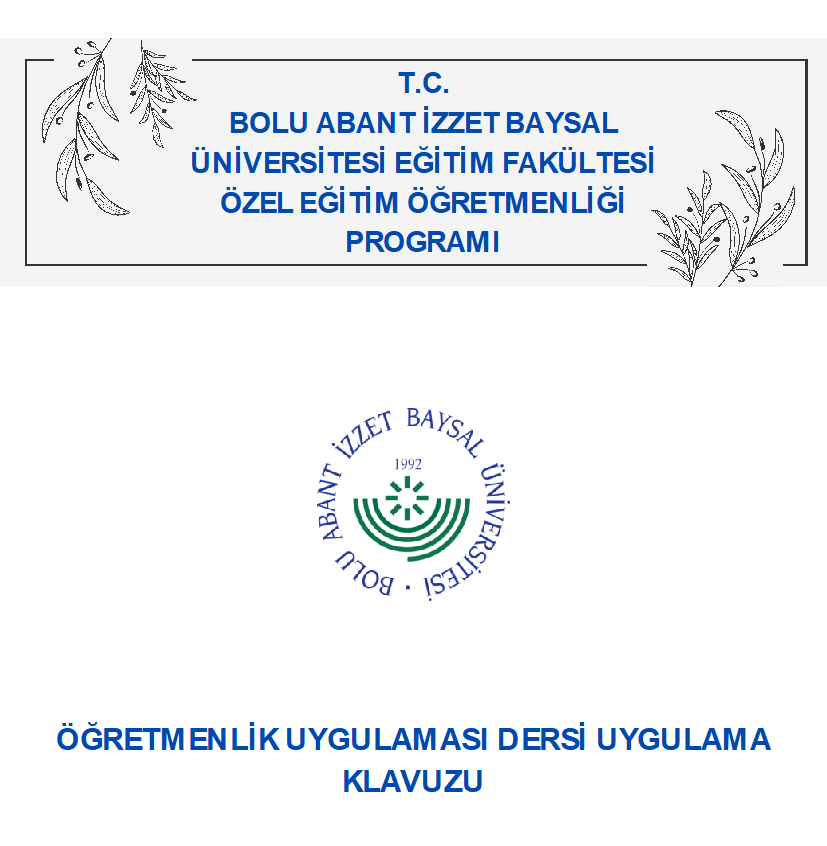 T.C.
BOLU ABANT İZZET BAYSAL
ÜNİVERSİTESİ EĞİTİM FAKÜLTESİ
ÖZEL EĞİTİM ÖĞRETMENLİĞİ
PROGRAMI
BOLU ABANT İZZET BAYSAL ÜNİVERSİTESİ ·
1992
ÖĞRETMENLİK UYGULAMASI DERSİ UYGULAMA
KLAVUZU